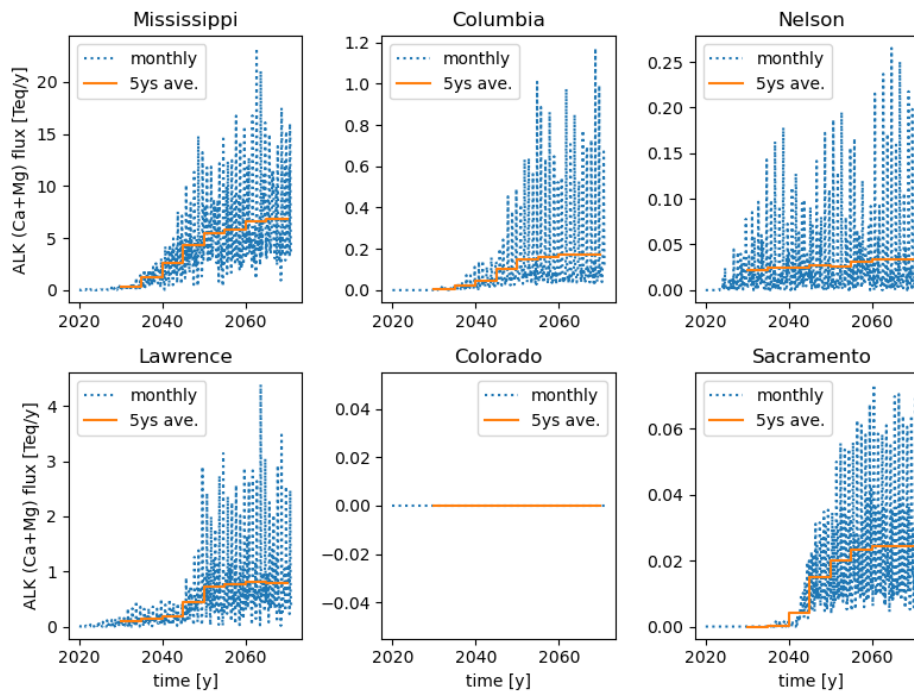 Mississippi
ALK (Ca+Mg) flux [Teq/y]
monthly
5ys ave.
20
15
10
5
0
2020
2040
2060
Columbia
monthly
5ys ave.
1.2
1.0
0.8
0.6
0.4
0.2
0.0
2020
2040
2060
Nelson
monthly
5ys ave.
0.25
0.20
0.15
0.10
0.05
0.00
2020
2040
2060
Lawrence
ALK (Ca+Mg) flux [Teq/y]
monthly
5ys ave.
4
3
2
1
0
2020
2040
2060
time [y]
Colorado
monthly
5ys ave.
0.04
0.02
0.00
−0.02
−0.04
2020
2040
2060
time [y]
Sacramento
monthly
5ys ave.
0.06
0.04
0.02
0.00
2020
2040
2060
time [y]